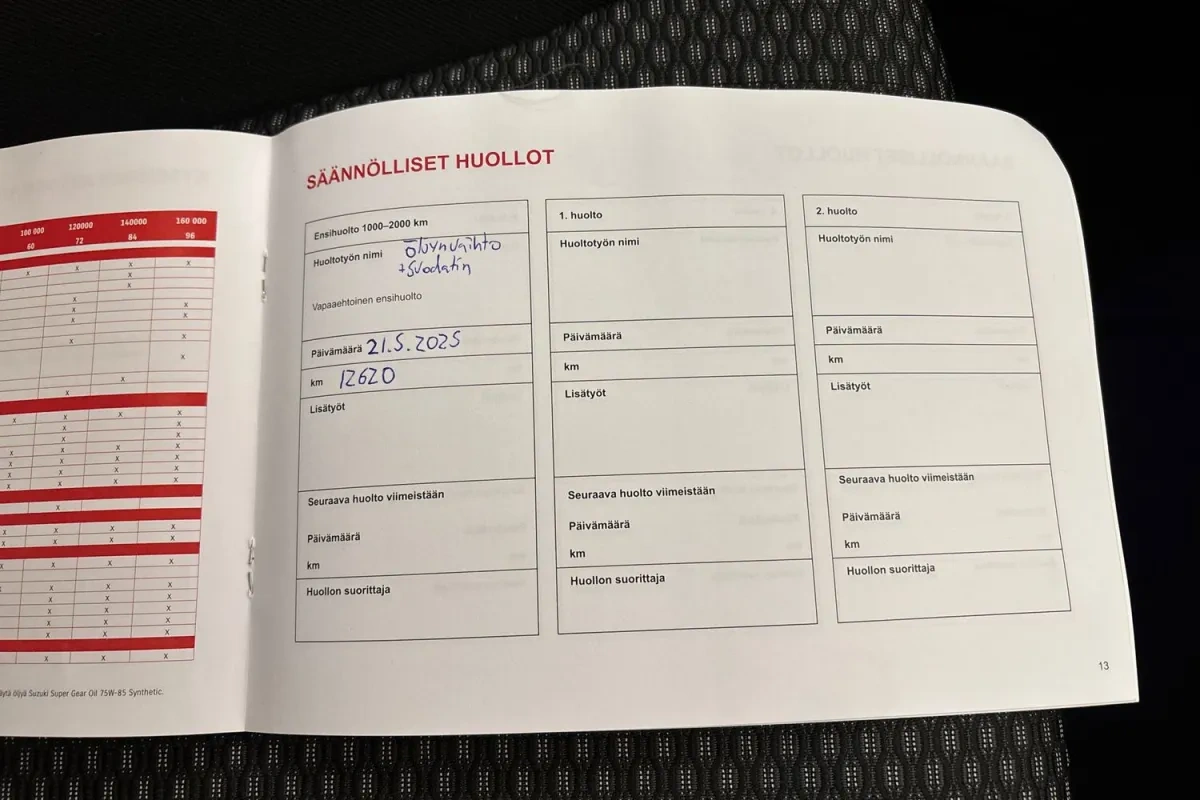 100 000 120000 140000 160 000
60 72 84 96
x x x x
x
x
x
x x
x x
x x
x
x
x
x x x x
x x
x x
x x x x
x x x x
x x x x
x x x x
x
x x x x
x x x x
x x x x
x x x
x x x
x x x
x x x
x x x
x x x
öljyä Suzuki Super Gear Oil 75W-85 Synthetic.
SÄÄNNÖLLISET HUOLLOT
Ensihuolto 1000–2000 km
Huoltotyön nimi öljynvaihto
+suodatin
Vapaaehtoinen ensihuolto
Päivämäärä 21.5.2025
km 12620
Lisätyöt
Seuraava huolto viimeistään
Päivämäärä
km
Huollon suorittaja
1. huolto
Huoltotyön nimi
Päivämäärä
km
Lisätyöt
Seuraava huolto viimeistään
Päivämäärä
km
Huollon suorittaja
2. huolto
Huoltotyön nimi
Päivämäärä
km
Lisätyöt
Seuraava huolto viimeistään
Päivämäärä
km
Huollon suorittaja
13